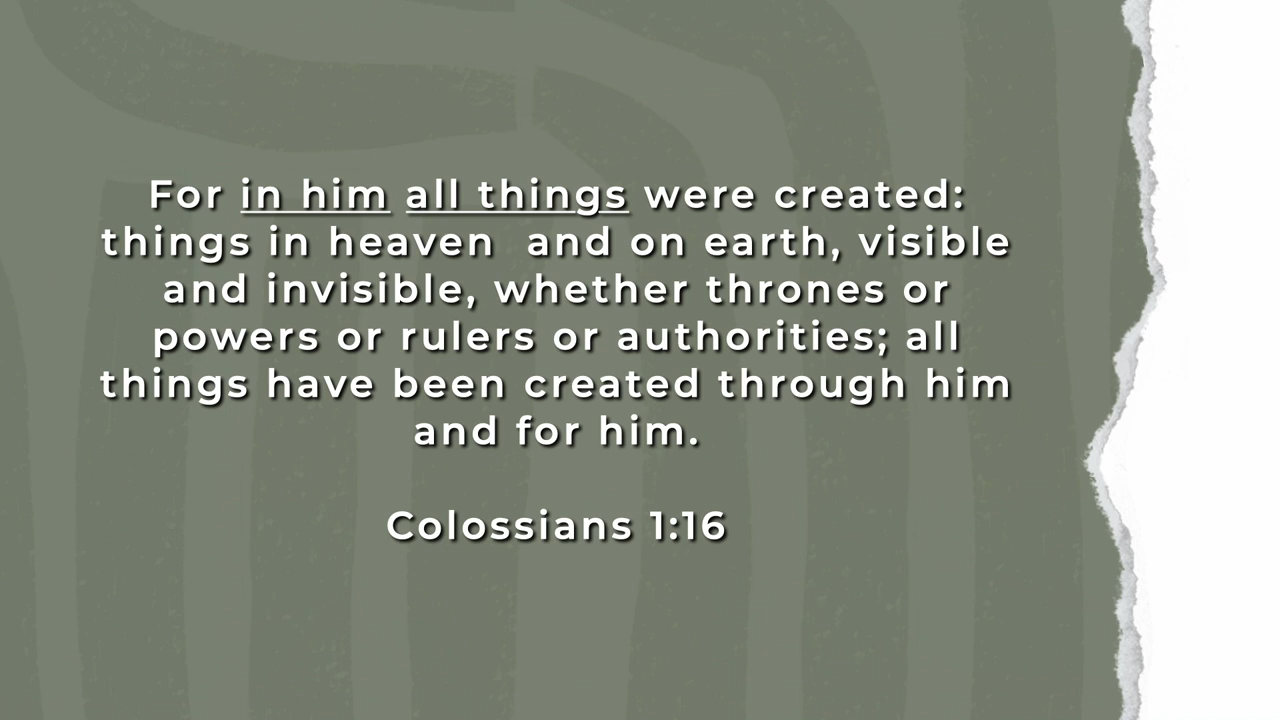 For in him all things were created:
things in heaven  and on earth, visible
and invisible, whether thrones or
powers or rulers or authorities; all
things have been created through him
and for him.
Colossians 1:16